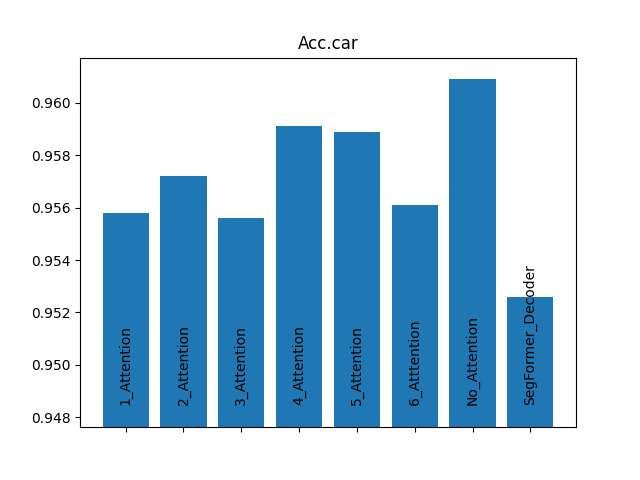 Acc.car
0.960
0.958
0.956
0.954
0.952
0.950
0.948
1_Attention
2_Attention
3_Attention
4_Attention
5_Attention
6_Atttention
No_Attention
SegFormer_Decoder